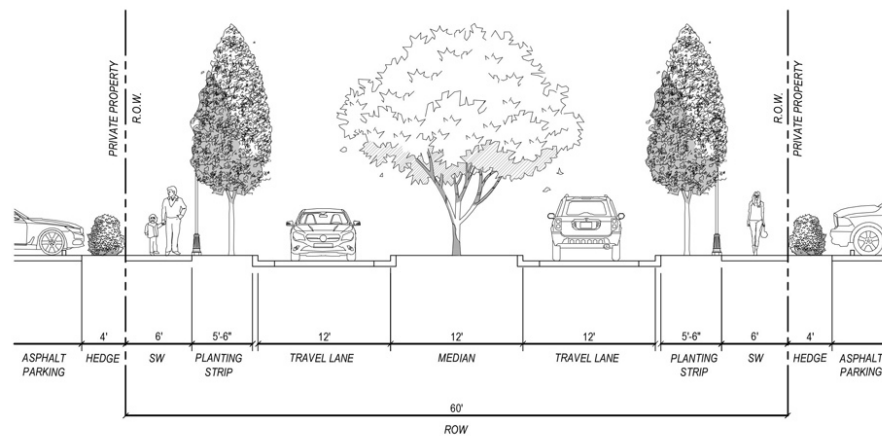 PRIVATE PROPERTY
R.O.W.
R.O.W.
PRIVATE PROPERTY
4' 6' 5'-6" 12' 12' 12' 5'-6" 6' 4'
ASPHALT HEDGE SW PLANTING TRAVEL LANE MEDIAN TRAVEL LANE PLANTING SW HEDGE ASPHALT
PARKING STRIP STRIP PARKING
60'
ROW